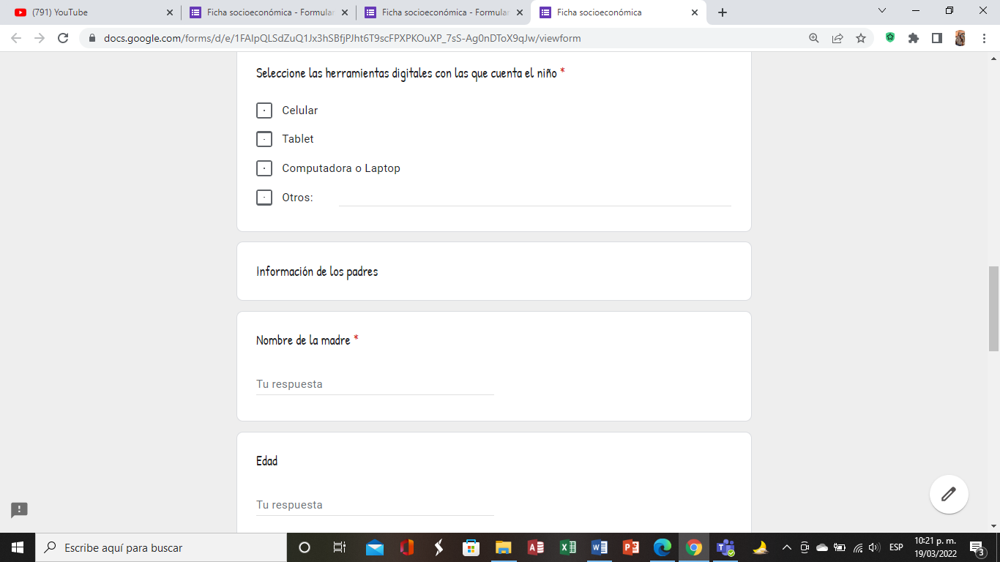 (791) YouTube
Ficha socioeconómica - Formular
Ficha socioeconómica - Formular
Ficha socioeconómica
docs.google.com/forms/d/e/1FAIpQLSdZuQ1Jx3hSBfjPJht6T9scFPXPKOuXP_7sS-Ag0nDToX9qJw/viewform
Seleccione las herramientas digitales con las que cuenta el niño *
Celular
Tablet
Computadora o Laptop
Otros:
Información de los padres
Nombre de la madre *
Tu respuesta
Edad
Tu respuesta
Escribe aquí para buscar
ESP
10:21 p. m.
19/03/2022
3